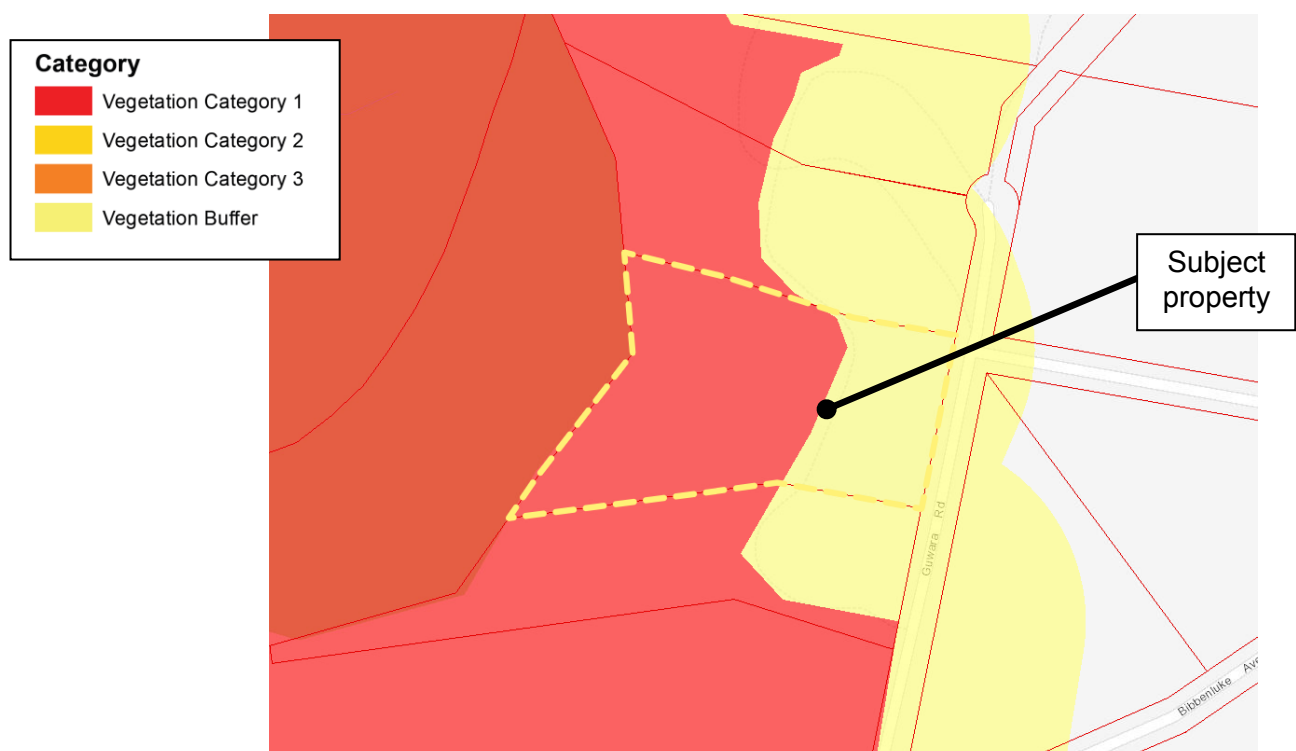 Category
Vegetation Category 1
Vegetation Category 2
Vegetation Category 3
Vegetation Buffer
Subject
property
Guwara Rd
Bibbenluke Ave